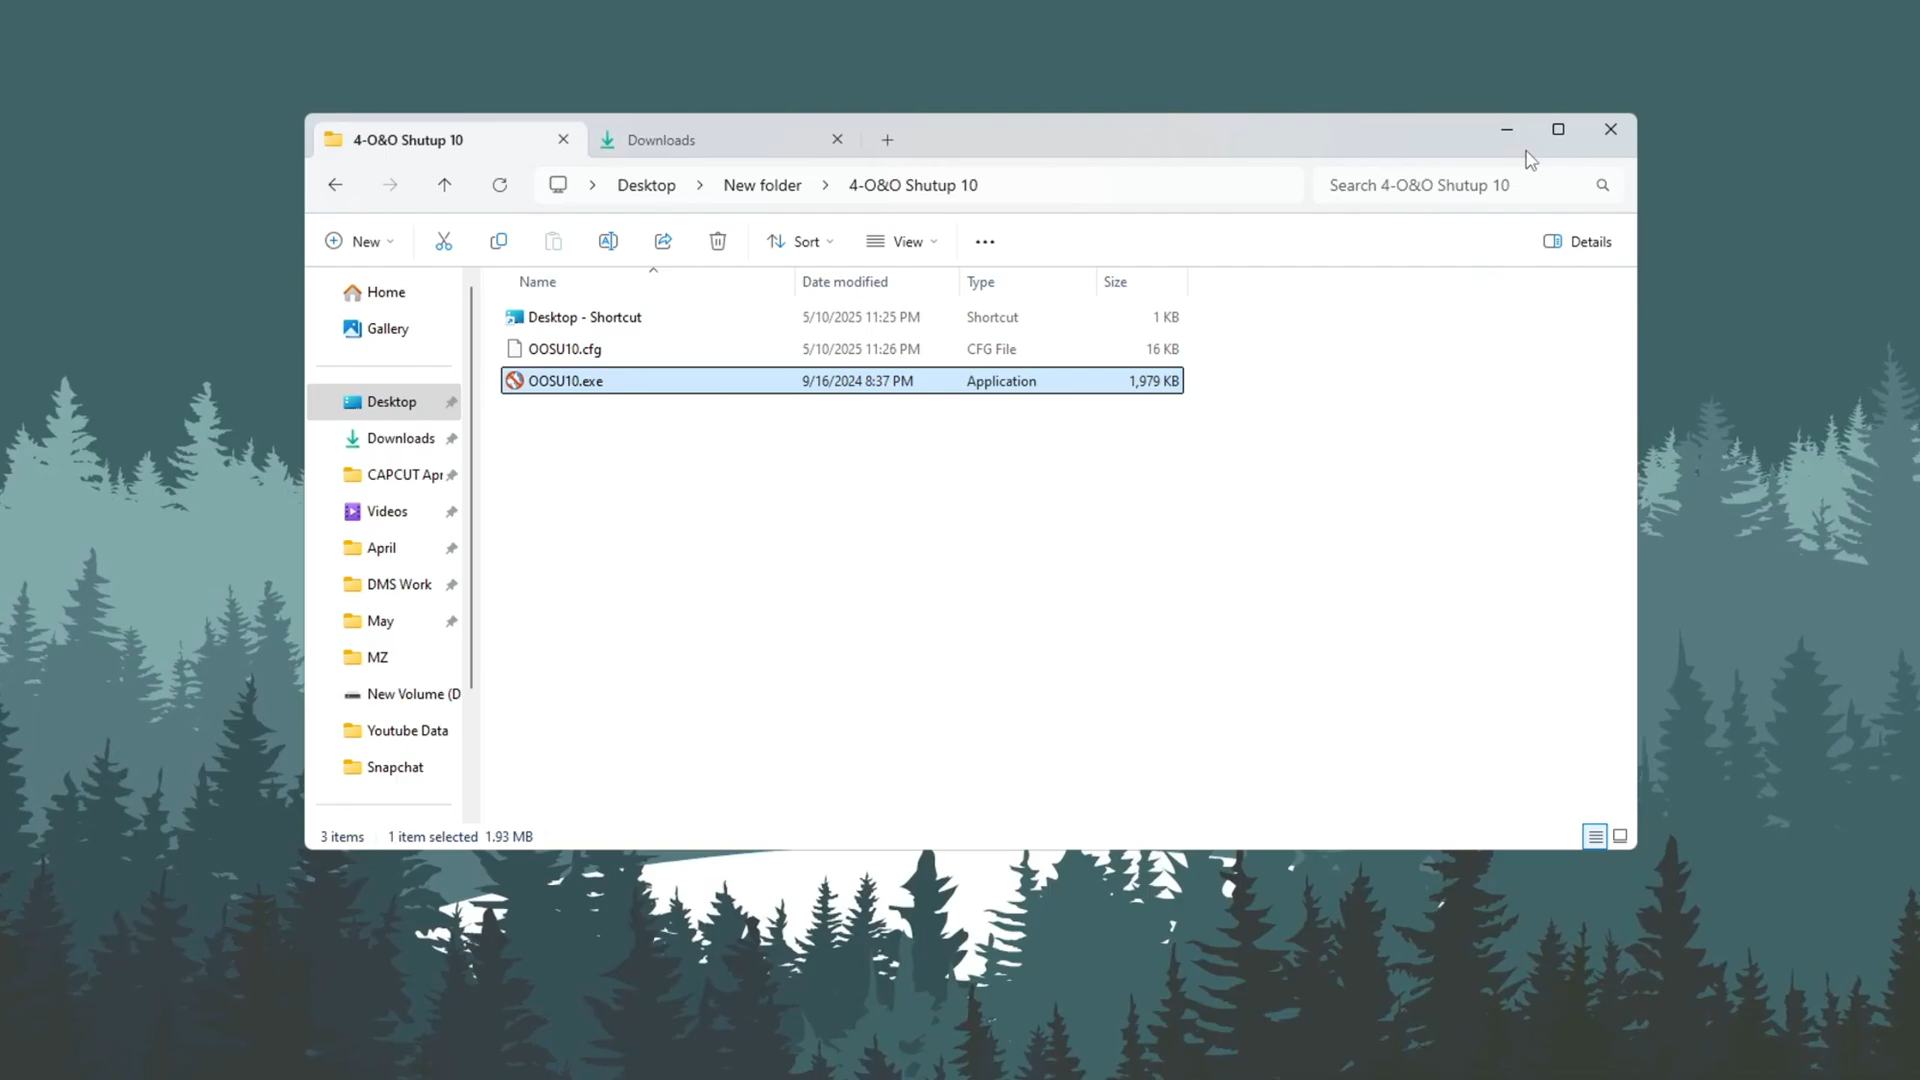 4-O&O Shutup 10
Downloads
Desktop > New folder > 4-O&O Shutup 10
Search 4-O&O Shutup 10
New
Sort
View
Details
Name Date modified Type Size
Desktop - Shortcut 5/10/2025 11:25 PM Shortcut 1 KB
OOSU10.cfg 5/10/2025 11:26 PM CFG File 16 KB
OOSU10.exe 9/16/2024 8:37 PM Application 1,979 KB
Home
Gallery
Desktop
Downloads
CAPCUT Apr
Videos
April
DMS Work
May
MZ
New Volume (D
Youtube Data
Snapchat
3 items 1 item selected 1.93 MB